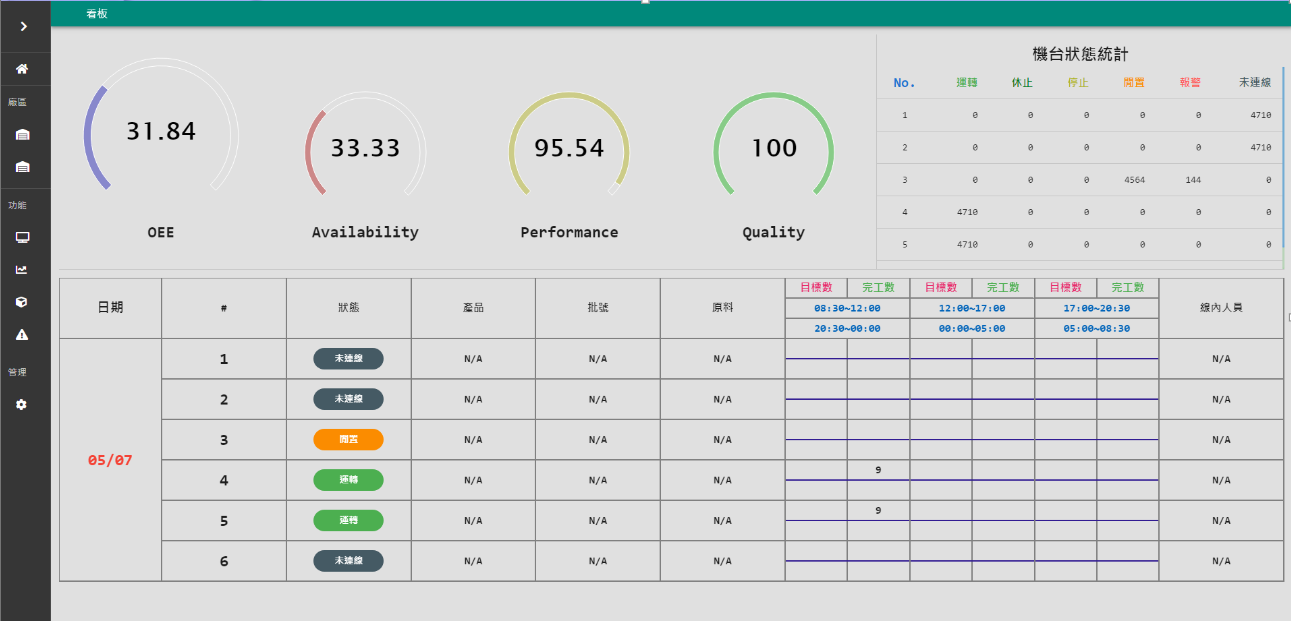 看板
廠區
功能
管理
31.84
OEE
33.33
Availability
95.54
Performance
100
Quality
機台狀態統計
No. 運轉 休止 停止 閒置 報警 未連線
1 0 0 0 0 0 4710
2 0 0 0 0 0 4710
3 0 0 0 4564 144 0
4 4710 0 0 0 0 0
5 4710 0 0 0 0 0
日期 # 狀態 產品 批號 原料 目標數 完工數 目標數 完工數 目標數 完工數 線內人員
08:30~12:00 12:00~17:00 17:00~20:30
20:30~00:00 00:00~05:00 05:00~08:30
05/07
1 未連線 N/A N/A N/A N/A
2 未連線 N/A N/A N/A N/A
3 閒置 N/A N/A N/A N/A
4 運轉 N/A N/A N/A 9 N/A
5 運轉 N/A N/A N/A 9 N/A
6 未連線 N/A N/A N/A N/A